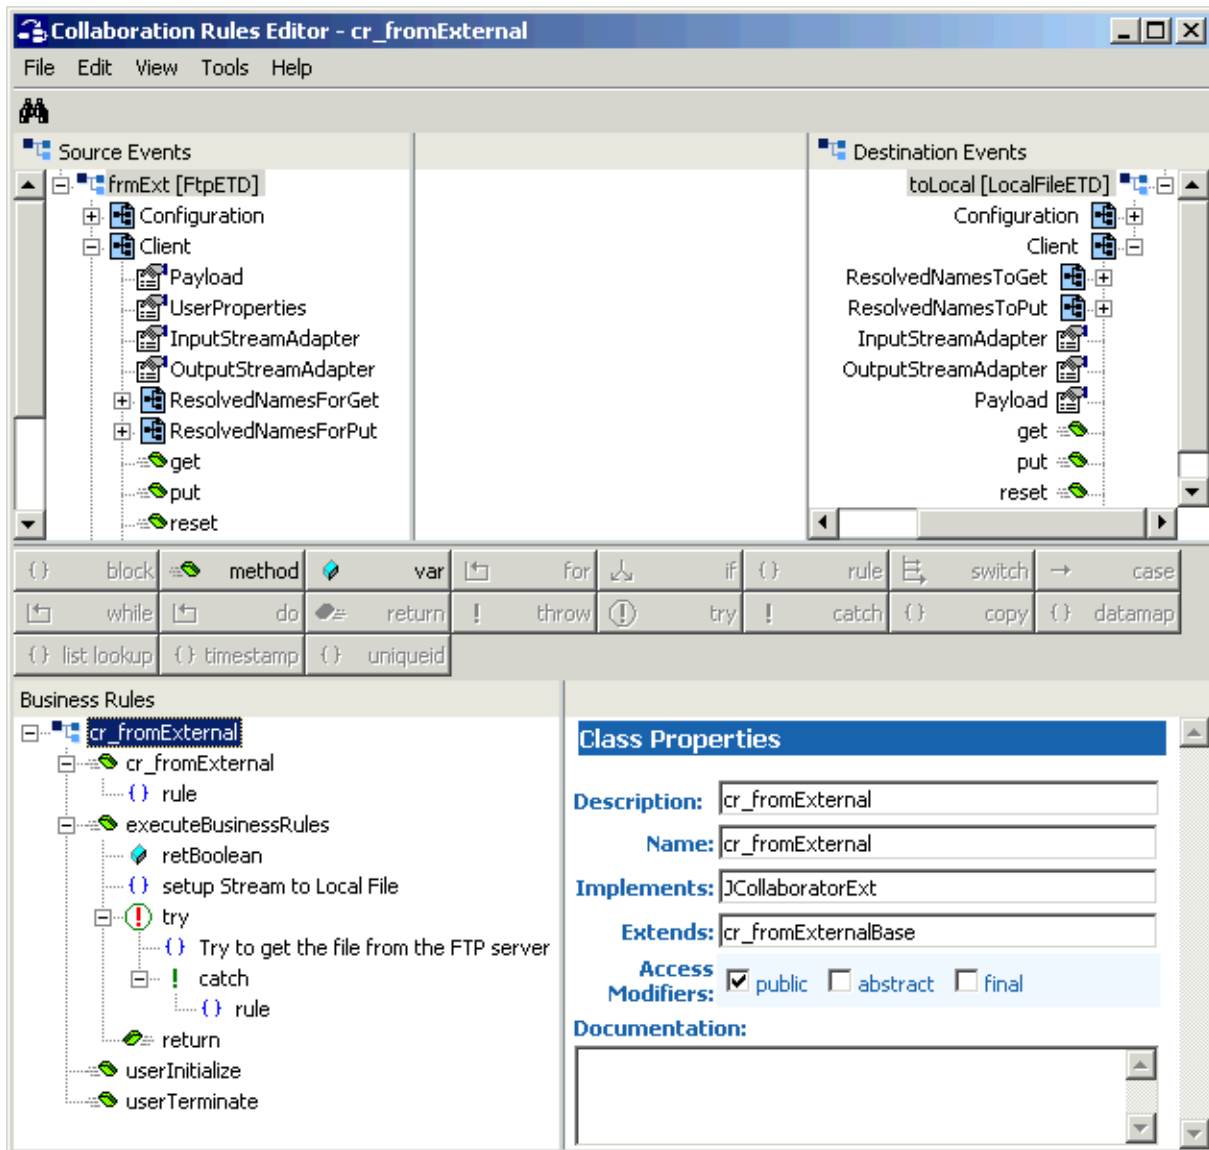 Collaboration Rules Editor - cr_fromExternal
File Edit View Tools Help
Source Events
frmExt [FtpETD]
Configuration
Client
Payload
UserProperties
InputStreamAdapter
OutputStreamAdapter
ResolvedNamesForGet
ResolvedNamesForPut
get
put
reset
Destination Events
toLocal [LocalFileETD]
Configuration
Client
ResolvedNamesToGet
ResolvedNamesToPut
InputStreamAdapter
OutputStreamAdapter
Payload
get
put
reset
{} block method var for if {} rule switch case
while do return ! throw try ! catch {} copy {} datamap
{} list lookup {} timestamp {} uniqueid
Business Rules
cr_fromExternal
cr_fromExternal
{} rule
executeBusinessRules
retBoolean
{} setup Stream to Local File
try
{} Try to get the file from the FTP server
! catch
{} rule
return
userInitialize
userTerminate
Class Properties
Description: cr_fromExternal
Name: cr_fromExternal
Implements: JCollaboratorExt
Extends: cr_fromExternalBase
Access Modifiers: public abstract final
Documentation: